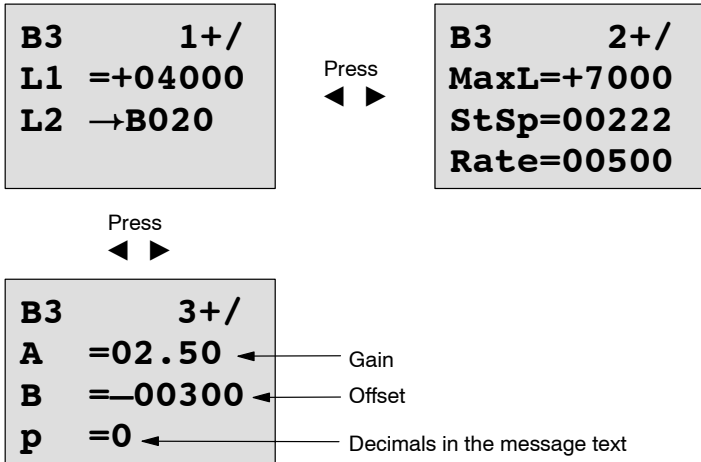 B3 1+/
L1 =+04000
L2 →B020
Press
◄ ►
B3 2+/
MaxL=+7000
StSp=00222
Rate=00500
Press
◄ ►
B3 3+/
A =02.50
B =–00300
p =0
Gain
Offset
Decimals in the message text